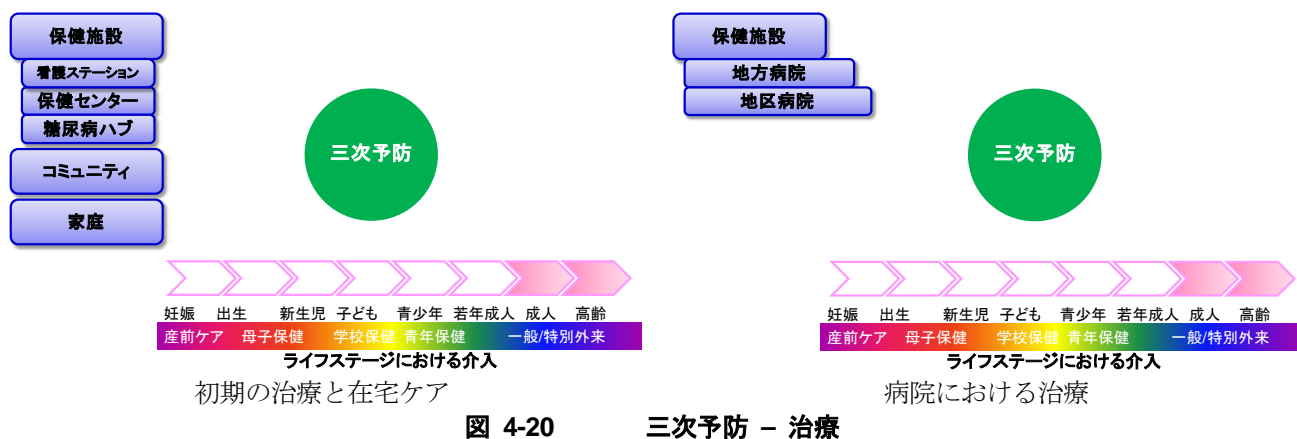 保健施設
看護ステーション
保健センター
糖尿病ハブ
コミュニティ
家庭
三次予防
妊娠 出生 新生児 子ども 青少年 若年成人 成人 高齢
産前ケア 母子保健 学校保健 青年保健 一般/特別外来
ライフステージにおける介入
初期の治療と在宅ケア
保健施設
地方病院
地区病院
三次予防
妊娠 出生 新生児 子ども 青少年 若年成人 成人 高齢
産前ケア 母子保健 学校保健 青年保健 一般/特別外来
ライフステージにおける介入
病院における治療
図 4-20 三次予防 – 治療